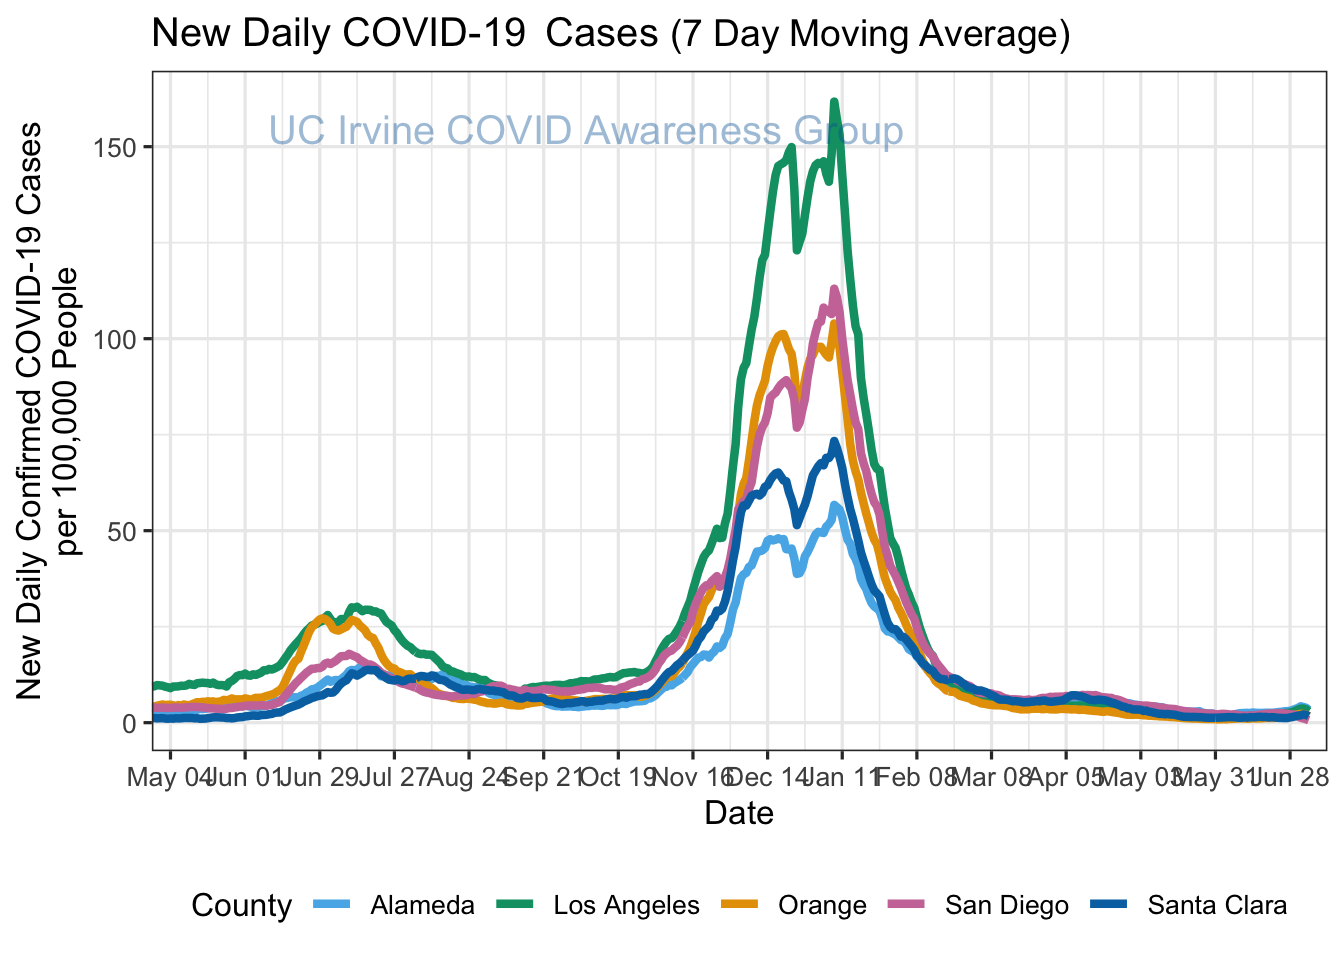 New Daily COVID-19  Cases (7 Day Moving Average)
UC Irvine COVID Awareness Group
New Daily Confirmed COVID-19 Cases
per 100,000 People
150
100
50
0
May 04 Jun 01 Jun 29 Jul 27 Aug 24 Sep 21 Oct 19 Nov 16 Dec 14 Jan 11 Feb 08 Mar 08 Apr 05 May 03 May 31 Jun 28
Date
County Alameda Los Angeles Orange San Diego Santa Clara